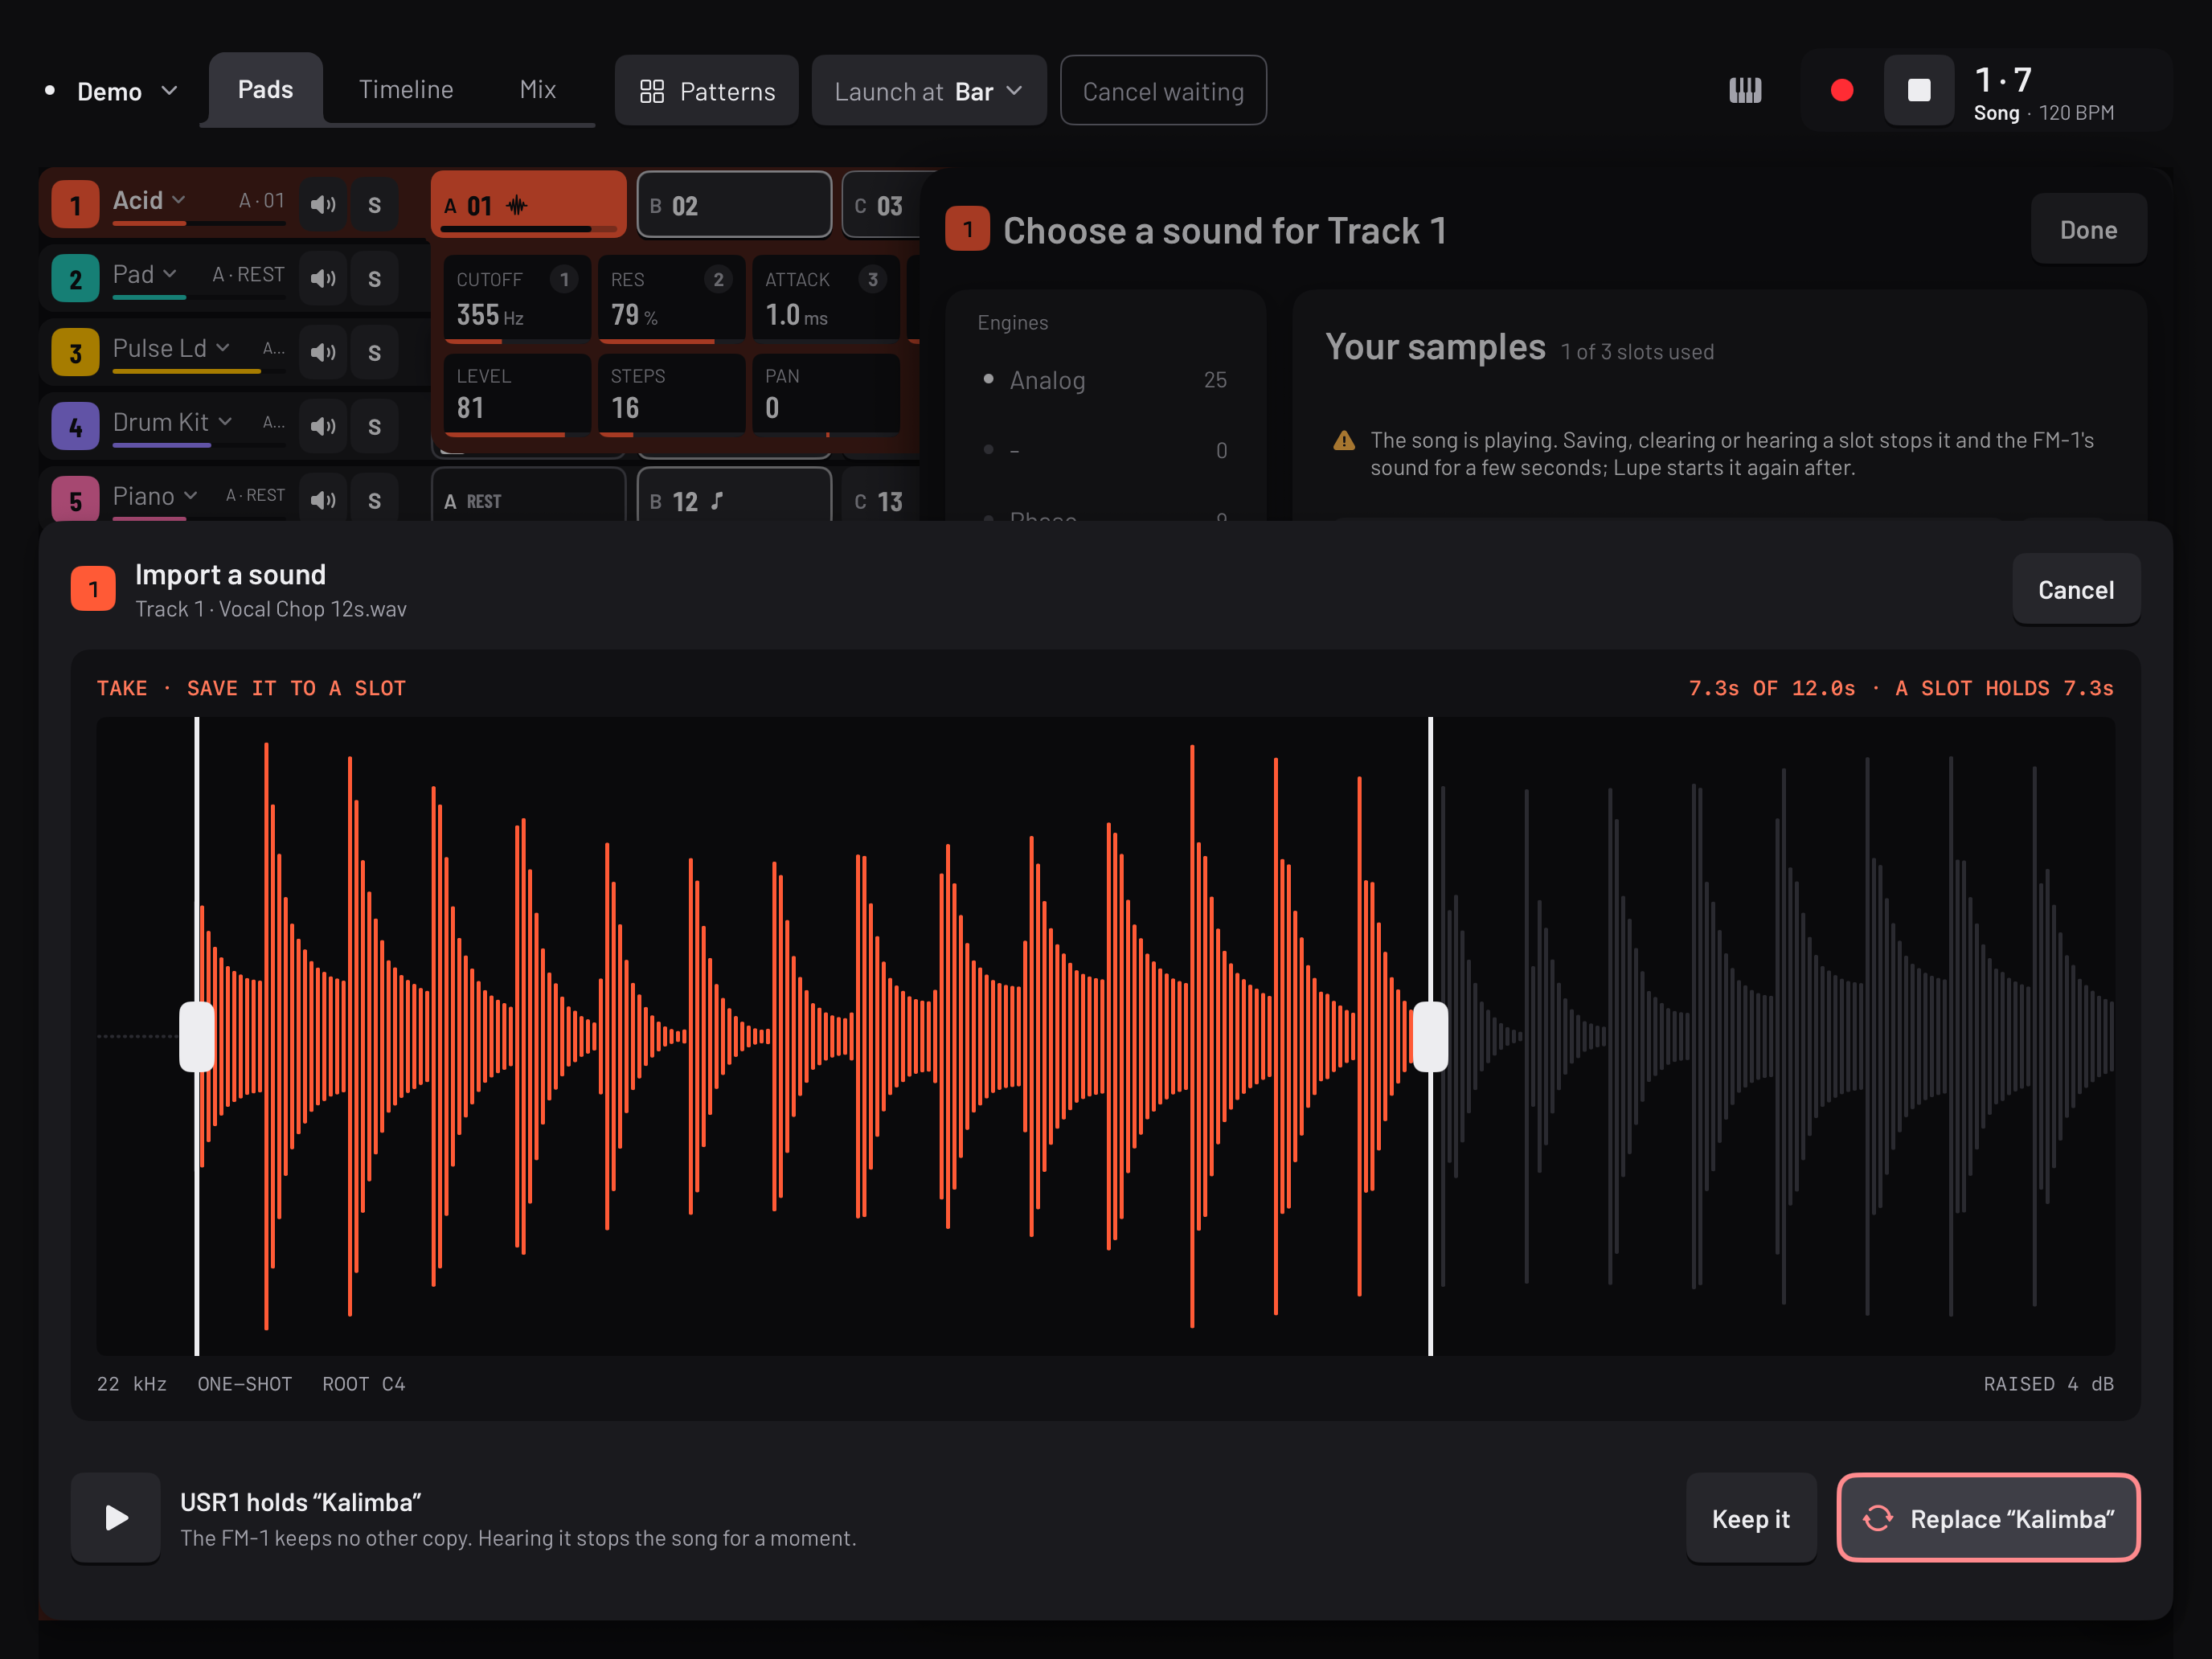 Demo
Pads
Timeline
Mix
Patterns
Launch at Bar
Cancel waiting
1·7
Song · 120 BPM
1 Acid A·01 S
A 01
B 02
C 03
2 Pad A·REST S
3 Pulse Ld A... S
4 Drum Kit A... S
5 Piano A·REST S
CUTOFF 1
355 Hz
RES 2
79 %
ATTACK 3
1.0 ms
LEVEL
81
STEPS
16
PAN
0
A REST
B 12
C 13
1 Choose a sound for Track 1
Done
Engines
Analog 25
- 0
Phase 9
Your samples 1 of 3 slots used
The song is playing. Saving, clearing or hearing a slot stops it and the FM-1's
sound for a few seconds; Lupe starts it again after.
1 Import a sound
Track 1 · Vocal Chop 12s.wav
Cancel
TAKE · SAVE IT TO A SLOT
7.3s OF 12.0s · A SLOT HOLDS 7.3s
22 kHz ONE–SHOT ROOT C4
RAISED 4 dB
USR1 holds “Kalimba”
The FM-1 keeps no other copy. Hearing it stops the song for a moment.
Keep it
Replace “Kalimba”